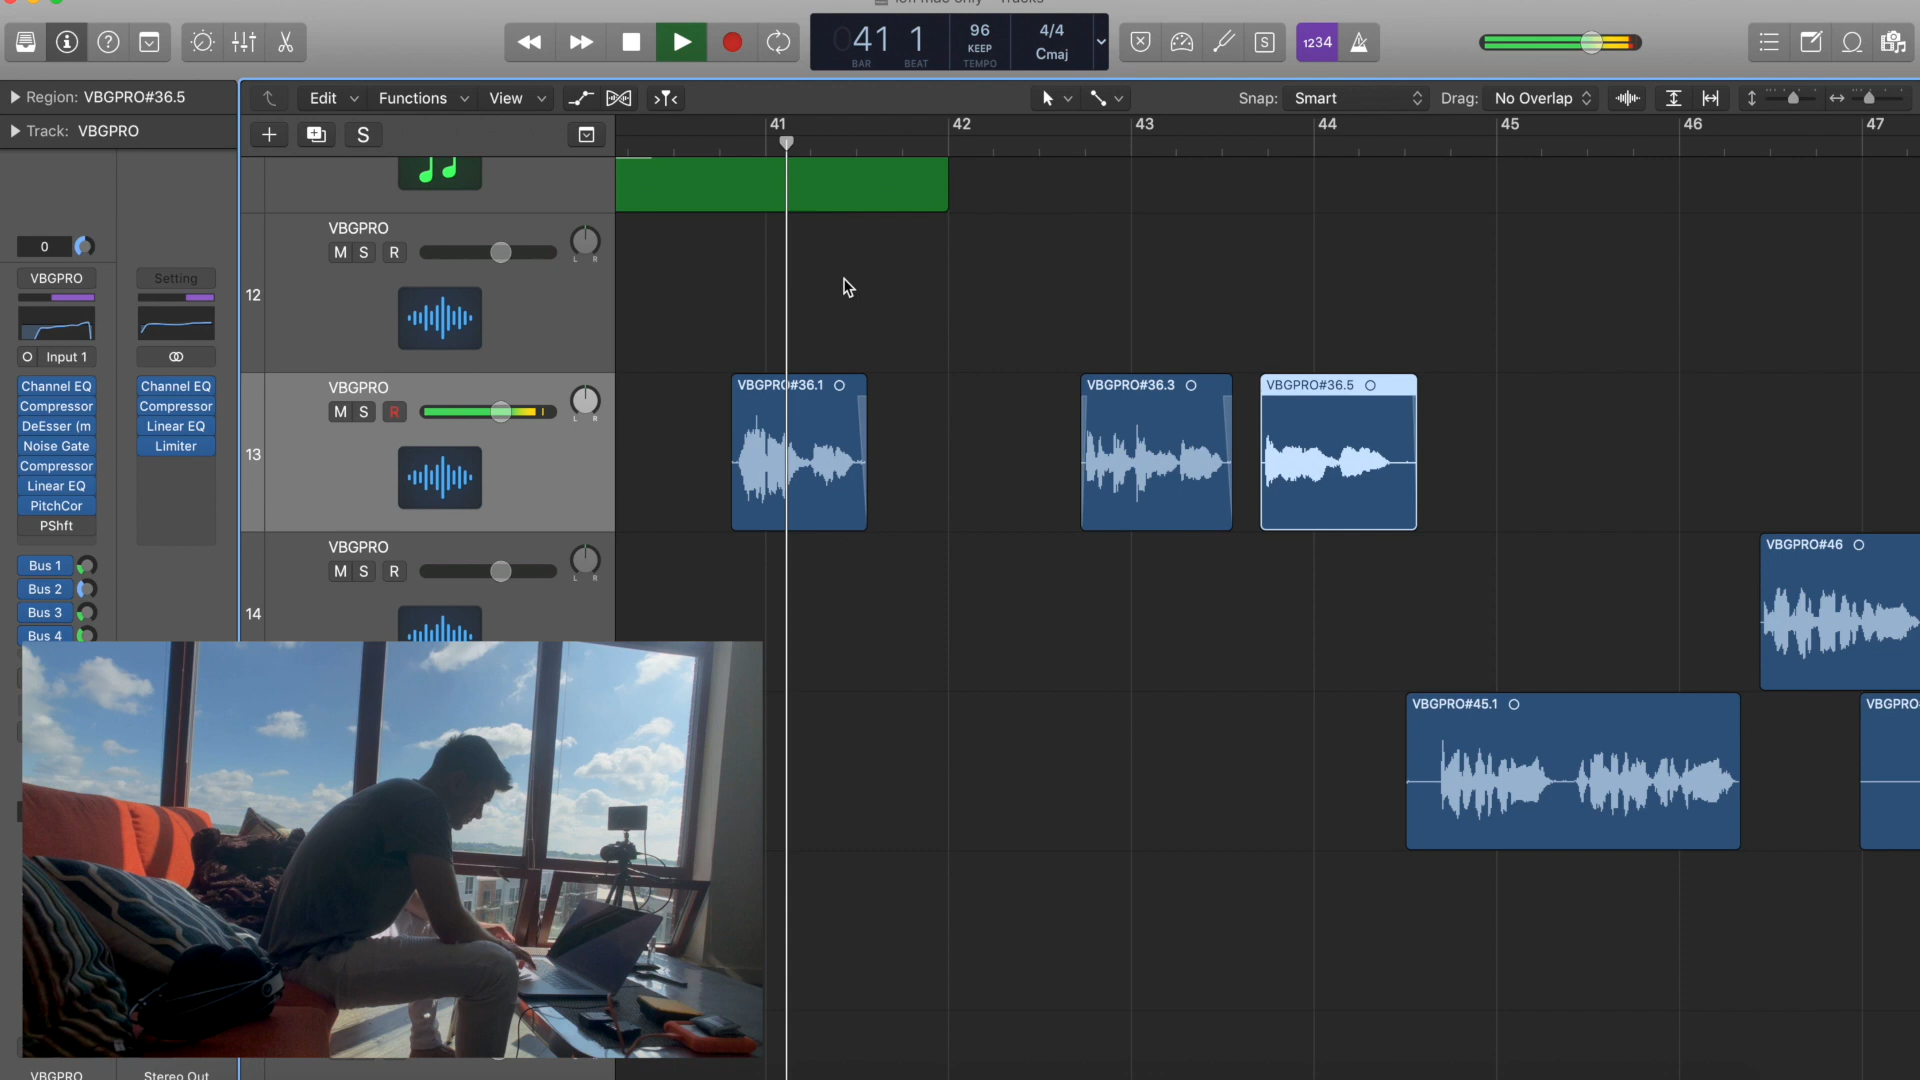 41 1
BAR BEAT
96
KEEP
TEMPO
4/4
Cmaj
S
1234
Region: VBGPRO#36.5
Track: VBGPRO
Edit
Functions
View
Snap: Smart
Drag: No Overlap
S
41
42
43
44
45
46
47
0
VBGPRO
Setting
Input 1
Channel EQ
Compressor
DeEsser (m
Noise Gate
Compressor
Linear EQ
PitchCor
PShft
Bus 1
Bus 2
Bus 3
Bus 4
Channel EQ
Compressor
Linear EQ
Limiter
12
VBGPRO
M S R
L R
13
VBGPRO
M S R
L R
14
VBGPRO
M S R
L R
VBGPRO#36.1
VBGPRO#36.3
VBGPRO#36.5
VBGPRO#46
VBGPRO#45.1
VBGPRO
VBGPRO
Stereo Out